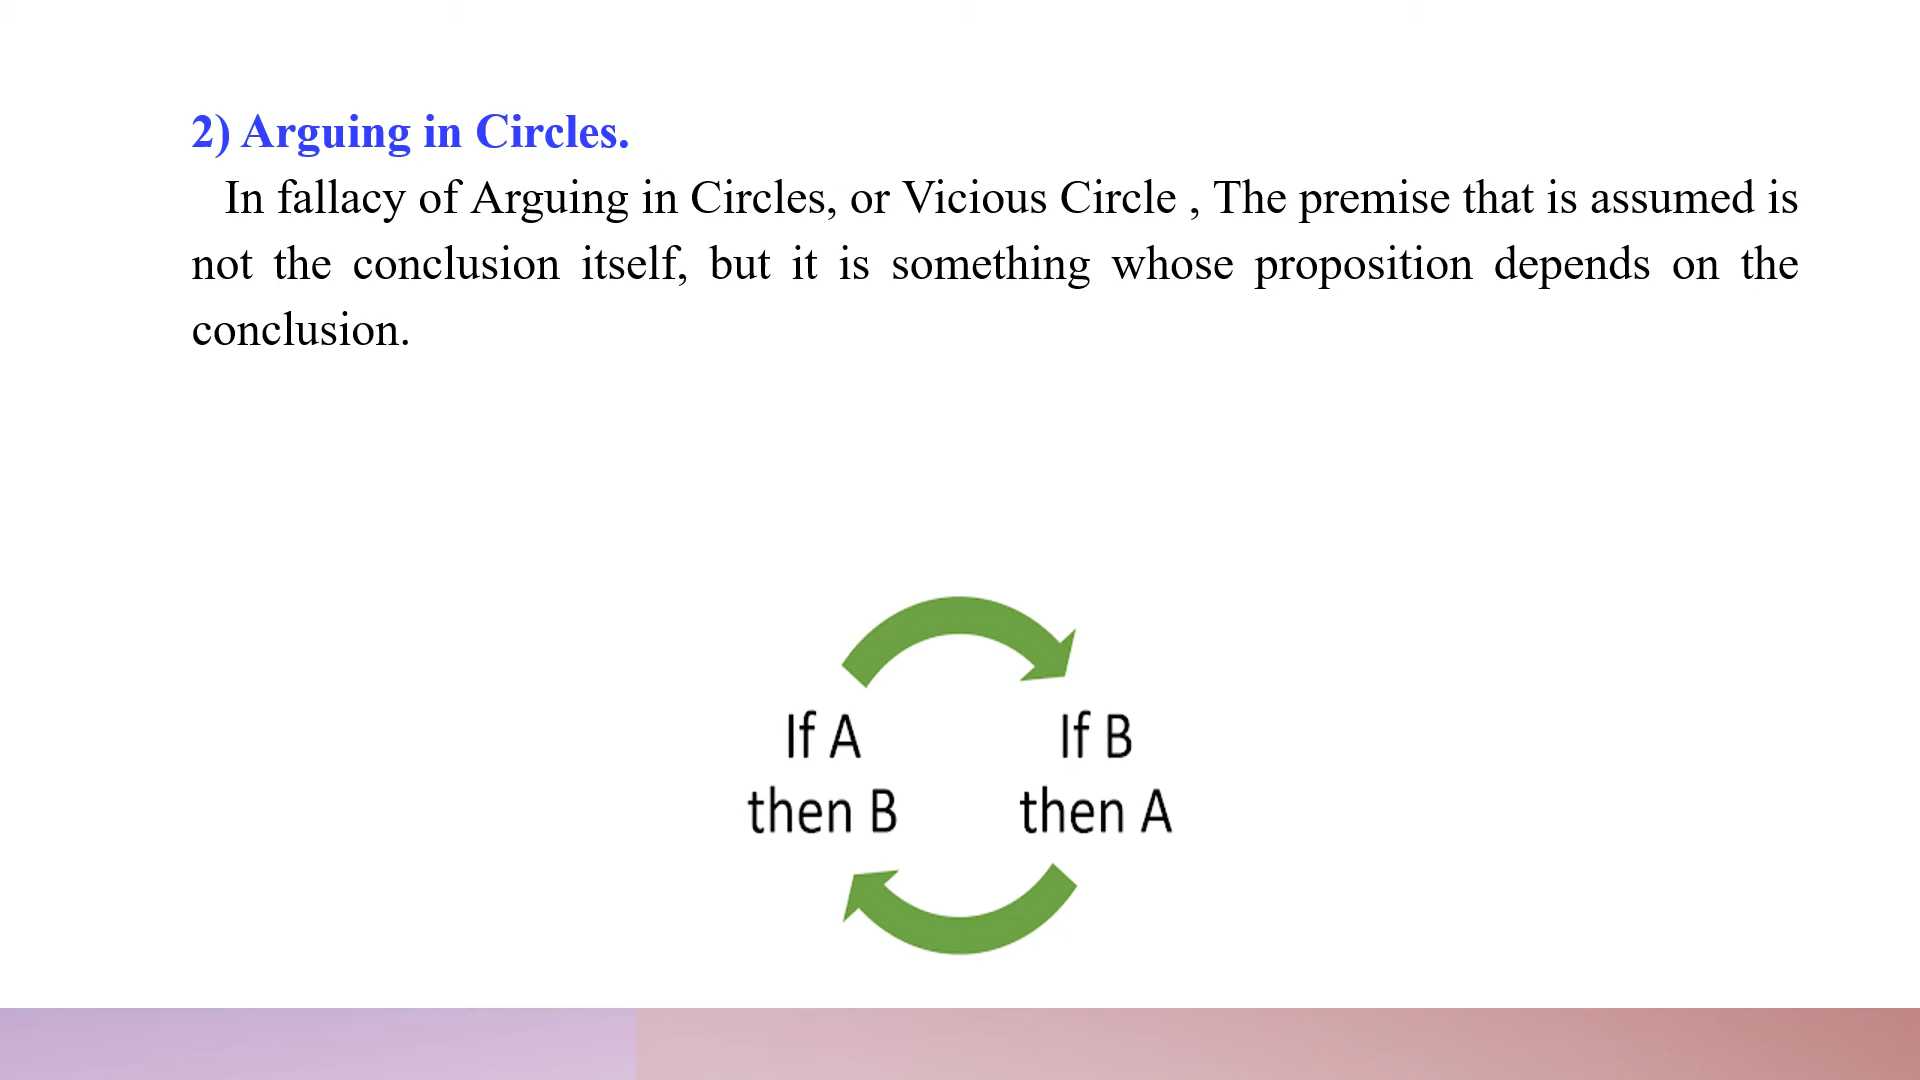 2) Arguing in Circles.
In fallacy of Arguing in Circles, or Vicious Circle , The premise that is assumed is
not the conclusion itself, but it is something whose proposition depends on the
conclusion.
If A
then B
If B
then A